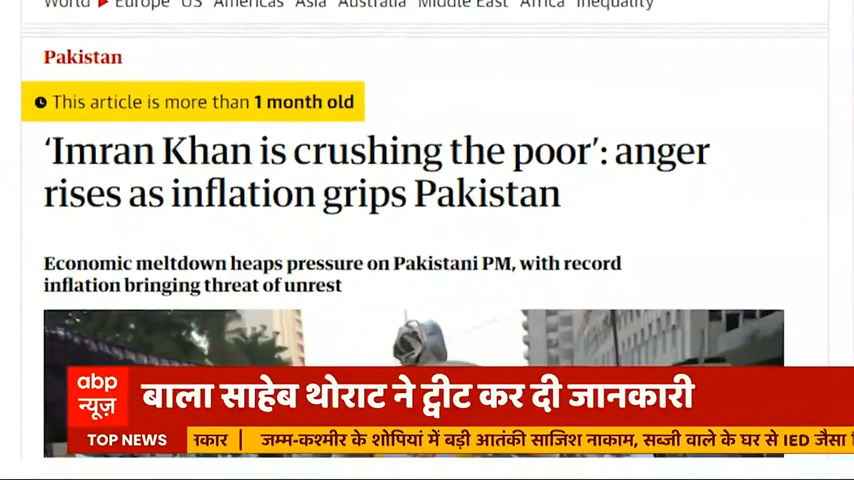 World Europe US Americas Asia Australia Middle East Africa Inequality
Pakistan
This article is more than 1 month old
‘Imran Khan is crushing the poor’: anger
rises as inflation grips Pakistan
Economic meltdown heaps pressure on Pakistani PM, with record
inflation bringing threat of unrest
abp
न्यूज़
बाला साहेब थोराट ने ट्वीट कर दी जानकारी
TOP NEWS
जम्म-कश्मीर के शोपियां में बड़ी आतंकी साजिश नाकाम, सब्जी वाले के घर से IED जैसा